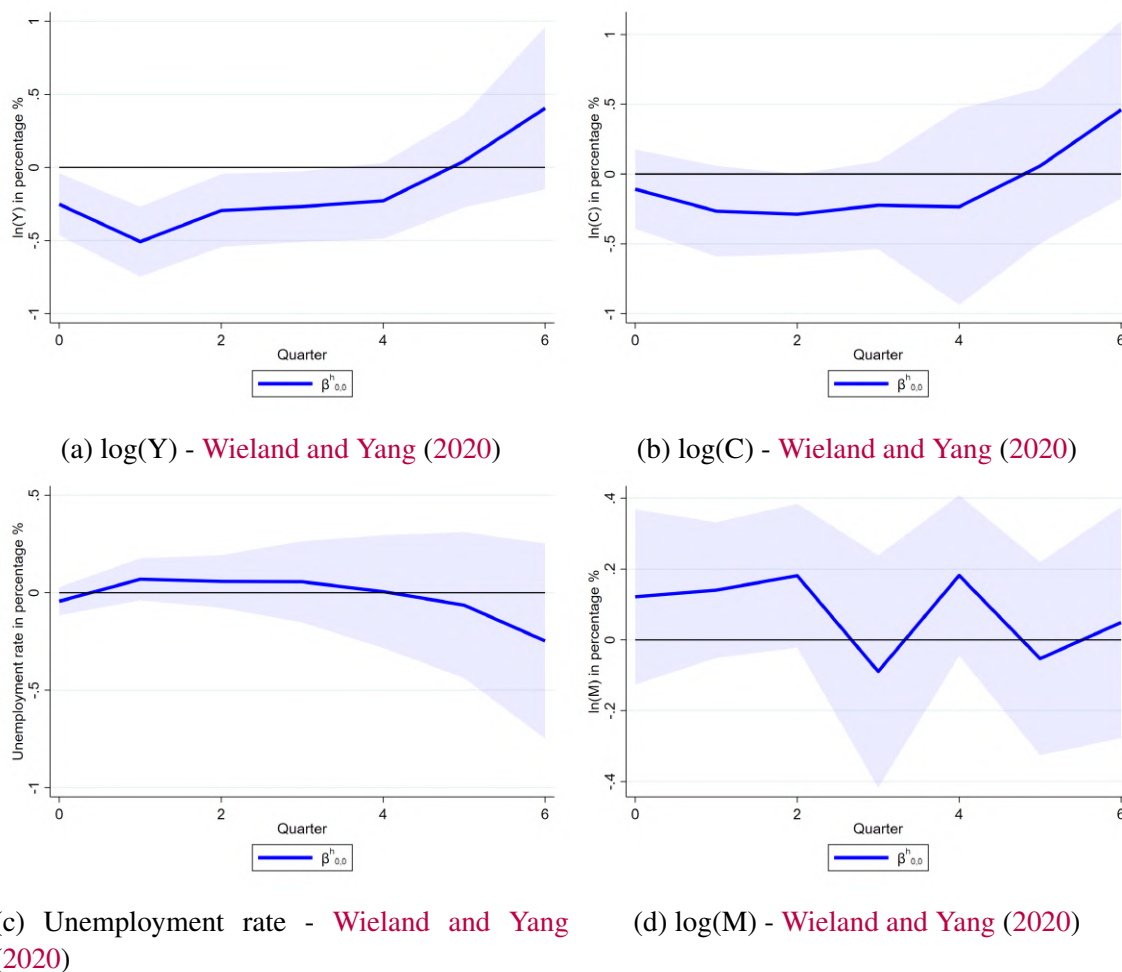 1
.5
0
-.5
-1
ln(Y) in percentage %
0 2 4 6
Quarter
β^h_0,0
(a) log(Y) - Wieland and Yang (2020)
1
.5
0
-.5
-1
ln(C) in percentage %
0 2 4 6
Quarter
β^h_0,0
(b) log(C) - Wieland and Yang (2020)
.5
0
-.5
-1
Unemployment rate in percentage %
0 2 4 6
Quarter
β^h_0,0
(c) Unemployment rate - Wieland and Yang
(2020)
.4
.2
0
-.2
-.4
ln(M) in percentage %
0 2 4 6
Quarter
β^h_0,0
(d) log(M) - Wieland and Yang (2020)